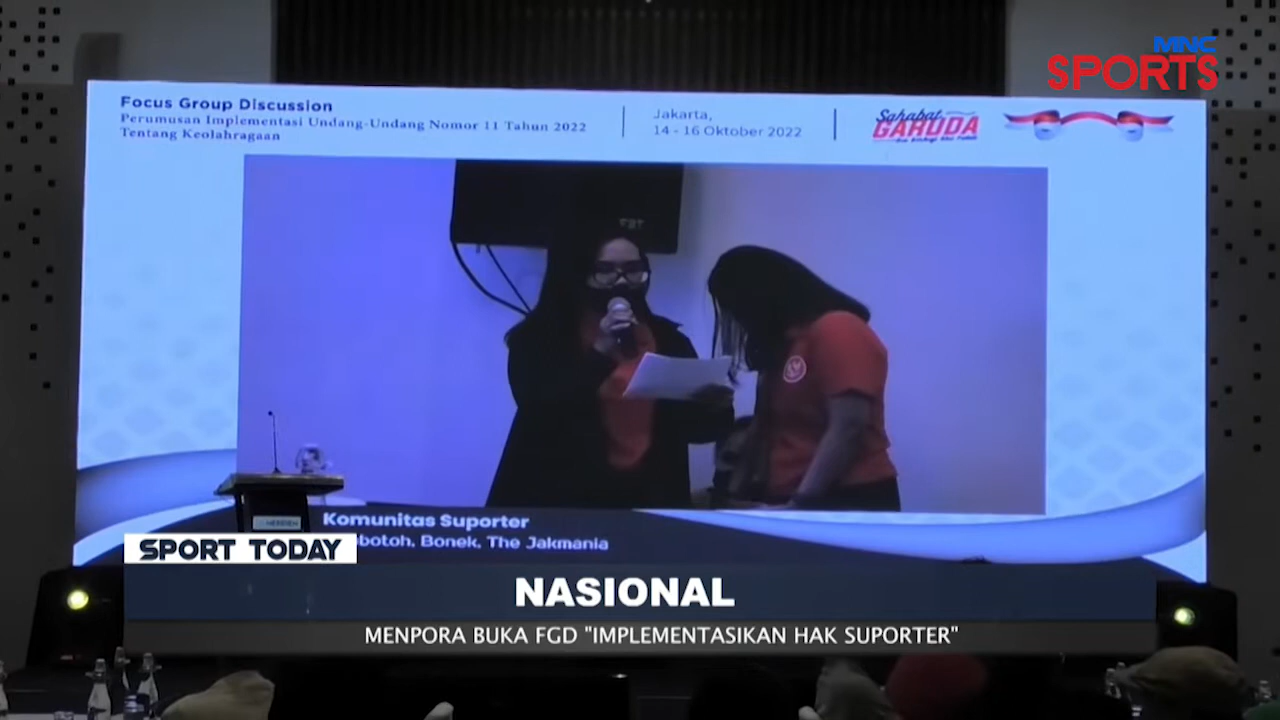 MNC
SPORTS
Focus Group Discussion
Perumusan Implementasi Undang-Undang Nomor 11 Tahun 2022
Tentang Keolahragaan
Jakarta,
14 - 16 Oktober 2022
Sahabat
GARUDA
Komunitas Suporter
Bonek, The Jakmania
SPORT TODAY
NASIONAL
MENPORA BUKA FGD "IMPLEMENTASIKAN HAK SUPORTER"